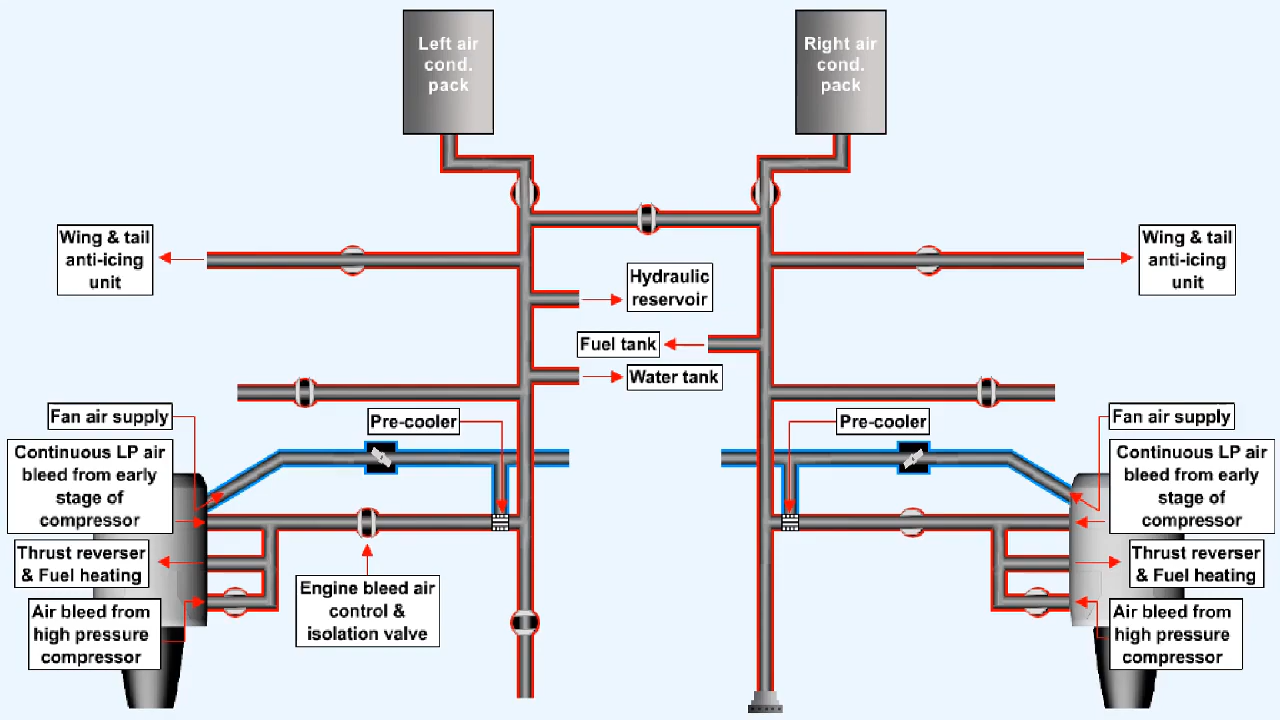 Left air
cond.
pack
Right air
cond.
pack
Wing & tail
anti-icing
unit
Wing & tail
anti-icing
unit
Hydraulic
reservoir
Fuel tank
Water tank
Fan air supply
Pre-cooler
Pre-cooler
Fan air supply
Continuous LP air
bleed from early
stage of
compressor
Continuous LP air
bleed from early
stage of
compressor
Thrust reverser
& Fuel heating
Thrust reverser
& Fuel heating
Engine bleed air
control &
isolation valve
Air bleed from
high pressure
compressor
Air bleed from
high pressure
compressor